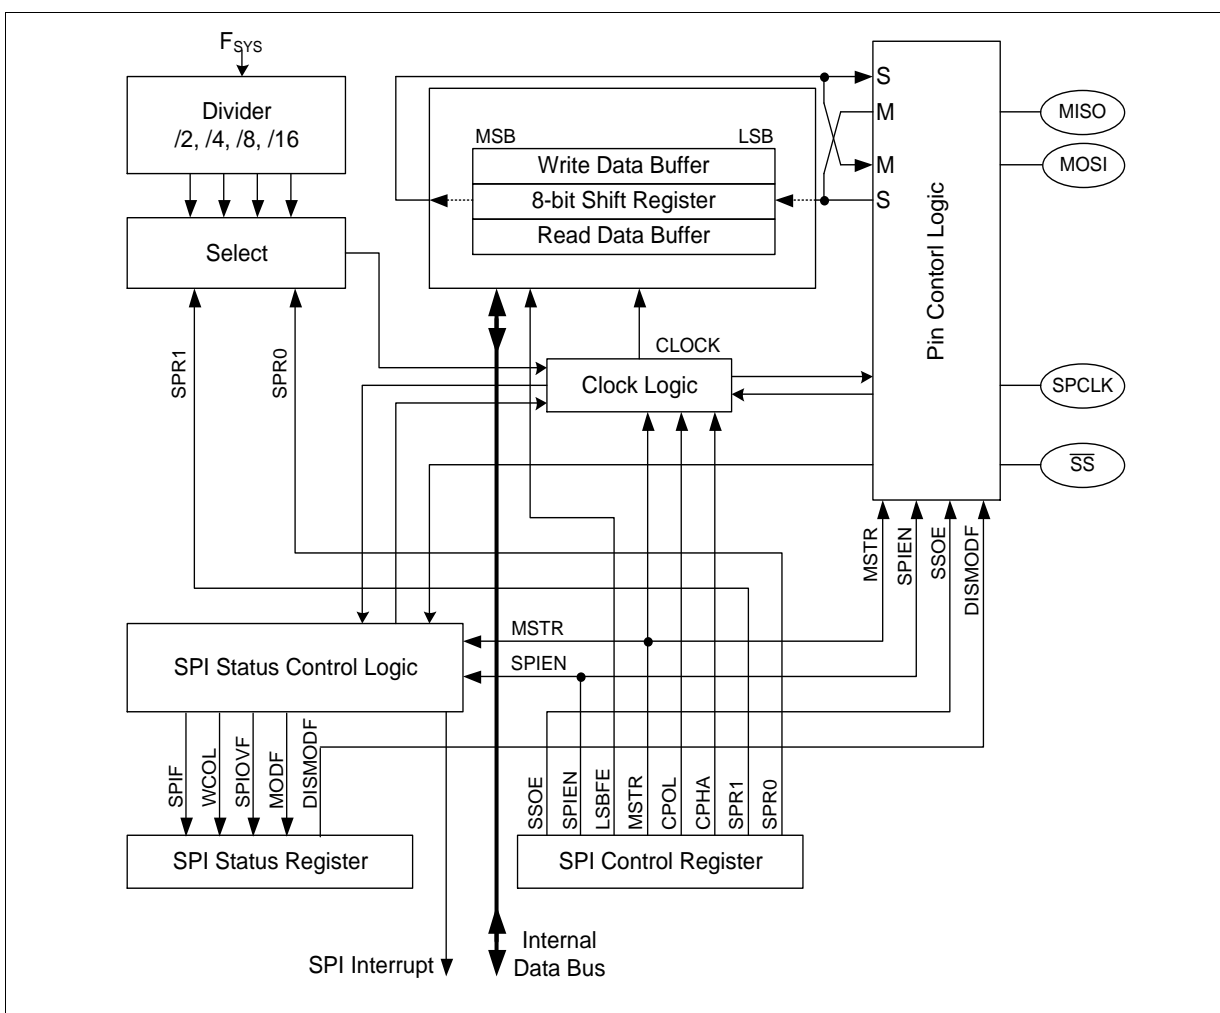 FSYS
Divider
/2, /4, /8, /16
Select
SPR1
SPR0
MSB
LSB
Write Data Buffer
8-bit Shift Register
Read Data Buffer
CLOCK
Clock Logic
S
M
M
S
Pin Contorl Logic
MISO
MOSI
SPCLK
SS
MSTR
SPIEN
SSOE
DISMODF
MSTR
SPIEN
SPI Status Control Logic
SPIF
WCOL
SPIOVF
MODF
DISMODF
SPI Status Register
SSOE
SPIEN
LSBFE
MSTR
CPOL
CPHA
SPR1
SPR0
SPI Control Register
SPI Interrupt
Internal
Data Bus